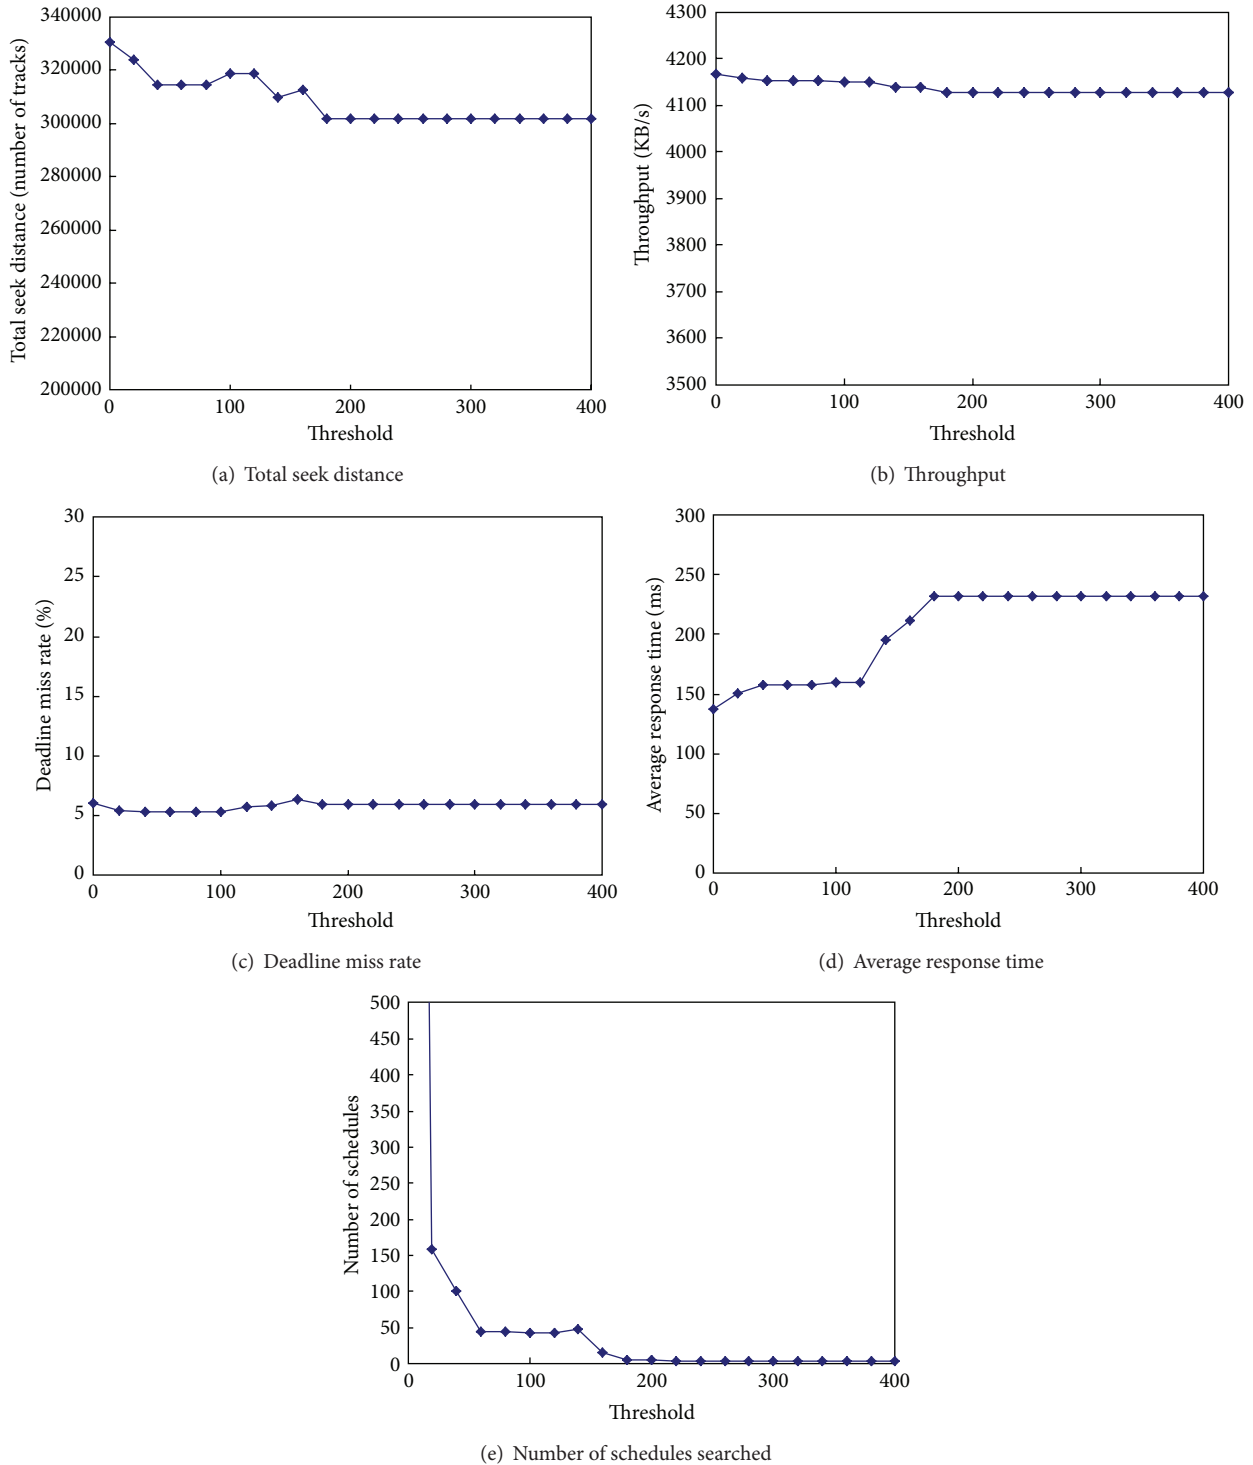 Total seek distance (number of tracks)
340000
320000
300000
280000
260000
240000
220000
200000
0 100 200 300 400
Threshold
(a) Total seek distance
Throughput (KB/s)
4300
4200
4100
4000
3900
3800
3700
3600
3500
0 100 200 300 400
Threshold
(b) Throughput
Deadline miss rate (%)
30
25
20
15
10
5
0
0 100 200 300 400
Threshold
(c) Deadline miss rate
Average response time (ms)
300
250
200
150
100
50
0
0 100 200 300 400
Threshold
(d) Average response time
Number of schedules
500
450
400
350
300
250
200
150
100
50
0
0 100 200 300 400
Threshold
(e) Number of schedules searched